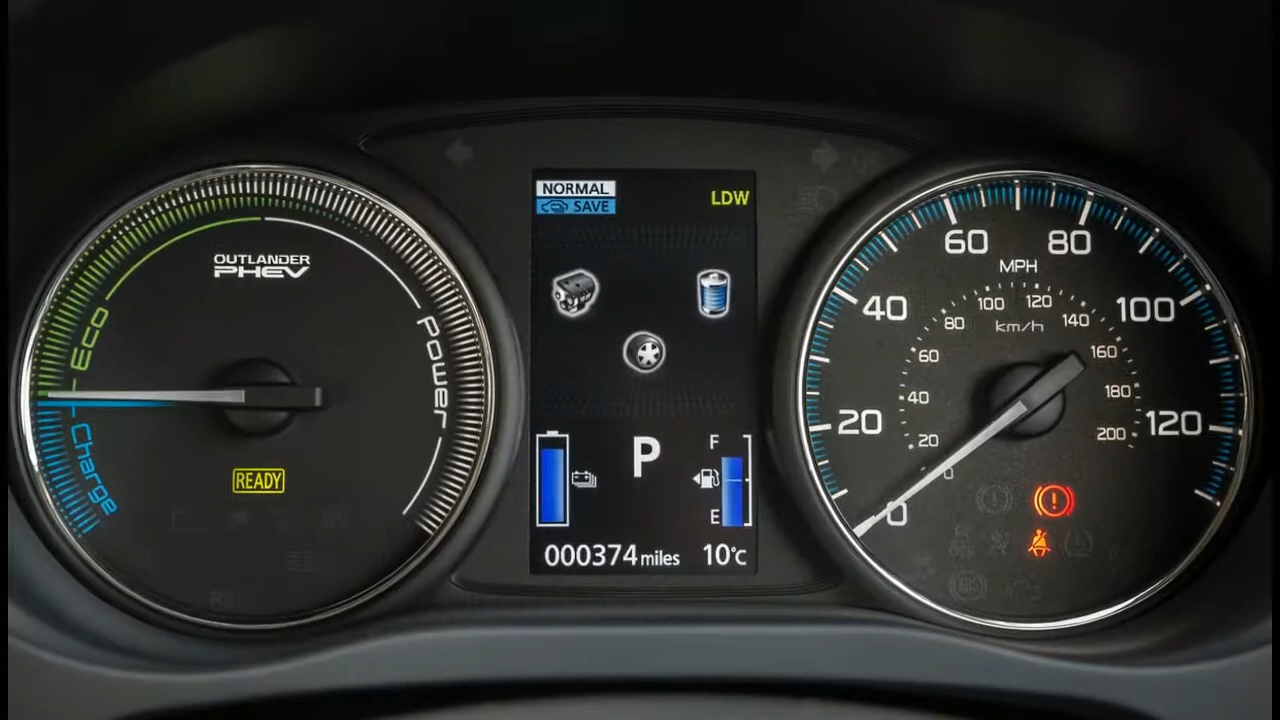 OUTLANDER
PHEV
Eco
Power
Charge
READY
NORMAL
SAVE
LDW
P
F
E
000374 miles
10°C
MPH
0
20
40
60
80
100
120
km/h
0
20
40
60
80
100
120
140
160
180
200